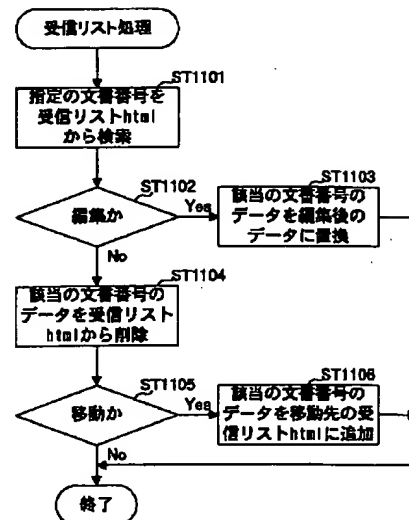 受信リスト処理
ST1101
指定の文書番号を
受信リストhtml
から検索
ST1102
編集か
Yes
No
ST1103
該当の文書番号の
データを編集後の
データに置換
ST1104
該当の文書番号の
データを受信リスト
htmlから削除
ST1105
移動か
Yes
No
ST1106
該当の文書番号の
データを移動先の受
信リストhtmlに追加
終了